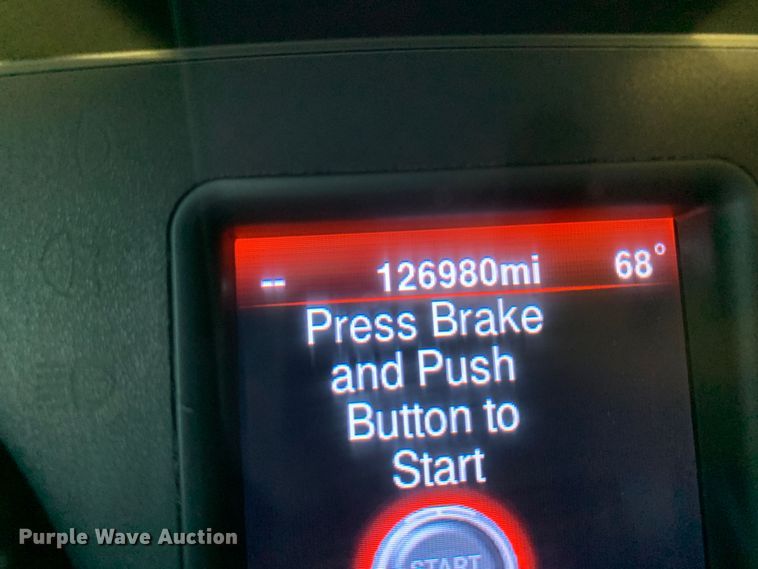 -- 126980mi 68°
Press Brake
and Push
Button to
Start
START
Purple Wave Auction